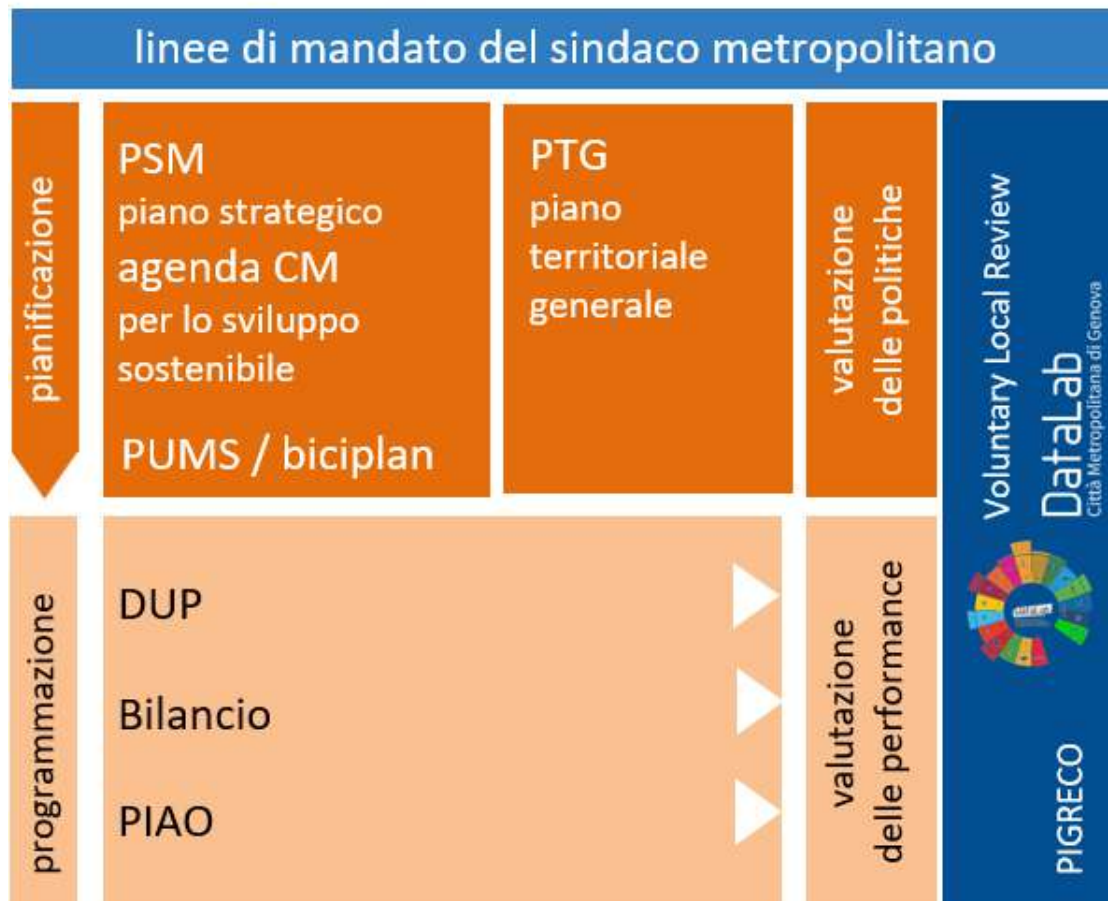 linee di mandato del sindaco metropolitano
pianificazione
PSM
piano strategico
agenda CM
per lo sviluppo
sostenibile
PUMS / biciplan
PTG
piano
territoriale
generale
valutazione
delle politiche
Voluntary Local Review
DataLab
Città Metropolitana di Genova
programmazione
DUP
Bilancio
PIAO
valutazione
delle performance
PIGRECO